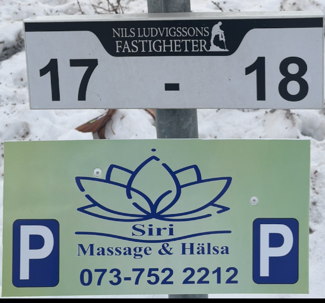 NILS LUDVIGSSONS
FASTIGHETER
17 - 18
Siri
Massage & Hälsa
P P
073-752 2212